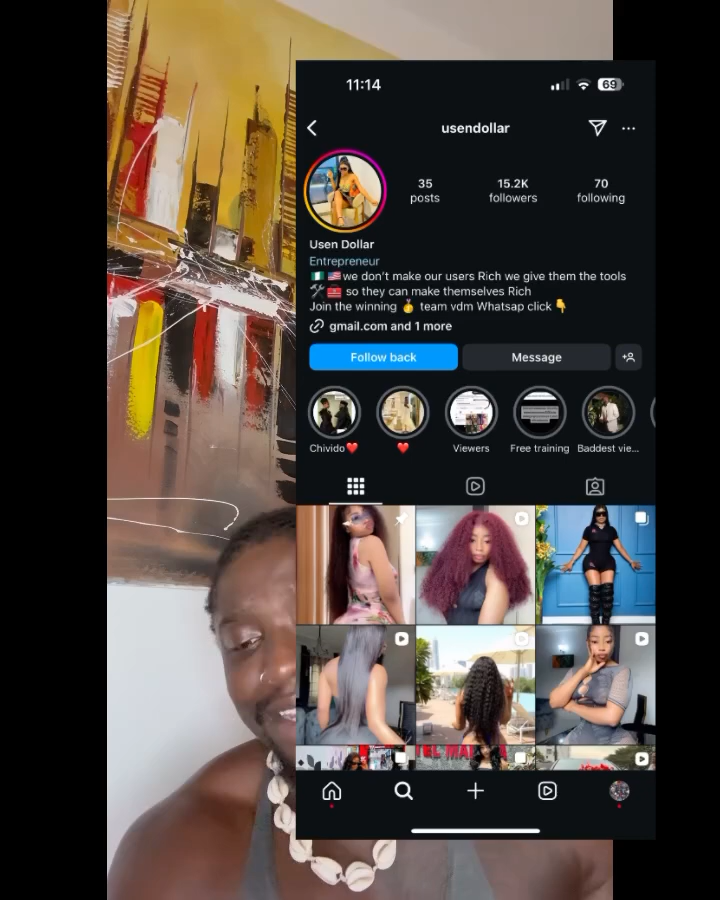 11:14
69
usendollar
35
posts
15.2K
followers
70
following
Usen Dollar
Entrepreneur
🇳🇬 🇺🇸we don't make our users Rich we give them the tools
🛠️ 🧰 so they can make themselves Rich
Join the winning 🥇 team vdm Whatsap click 👇
gmail.com and 1 more
Follow back
Message
Chivido❤️
❤️
Viewers
Free training
Baddest vie...